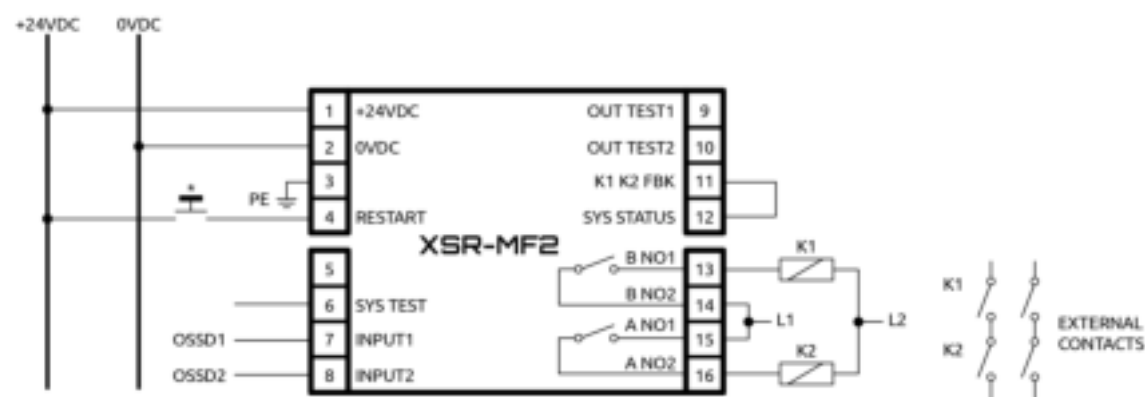 +24VDC 0VDC
1 +24VDC OUT TEST1 9
2 0VDC OUT TEST2 10
PE 3 K1 K2 FBK 11
* 4 RESTART SYS STATUS 12
XSR-MF2
5 B NO1 13 K1
6 SYS TEST B NO2 14 K1
OSSD1 7 INPUT1 A NO1 15 L1 L2 EXTERNAL
OSSD2 8 INPUT2 A NO2 16 K2 K2 CONTACTS